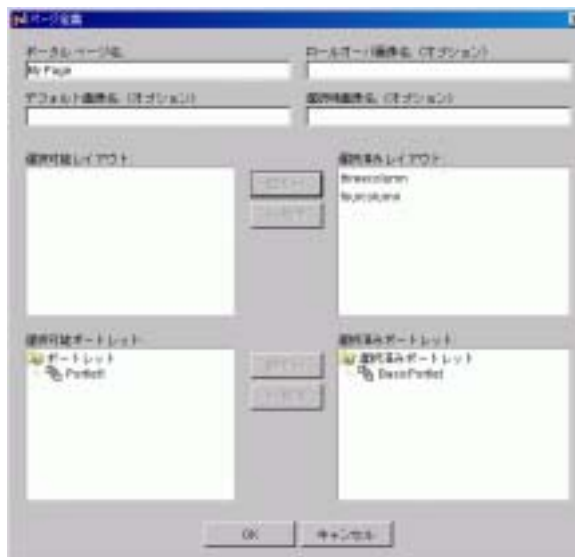 ページ定義
ポータル ページ名
ロールオーバ画像名 (オプション)
My Page
デフォルト画像名 (オプション)
選択時画像名 (オプション)
選択可能レイアウト
選択済みレイアウト
threecolumn
fourcolumn
選択可能ポートレット
選択済みポートレット
ポートレット
Portlet1
選択済みポートレット
BasicPortlet
OK
キャンセル